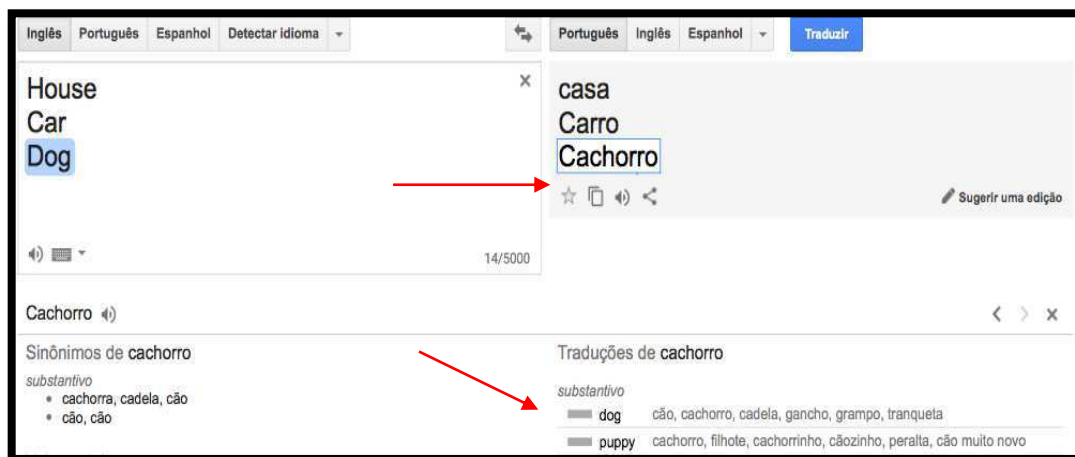 Inglês Português Espanhol Detectar idioma
Português Inglês Espanhol Traduzir
House
Car
Dog
14/5000
casa
Carro
Cachorro
Sugerir uma edição
Cachorro
Sinônimos de cachorro
substantivo
cachorra, cadela, cão
cão, cão
Traduções de cachorro
substantivo
dog cão, cachorro, cadela, gancho, grampo, tranqueta
puppy cachorro, filhote, cachorrinho, cãozinho, peralta, cão muito novo